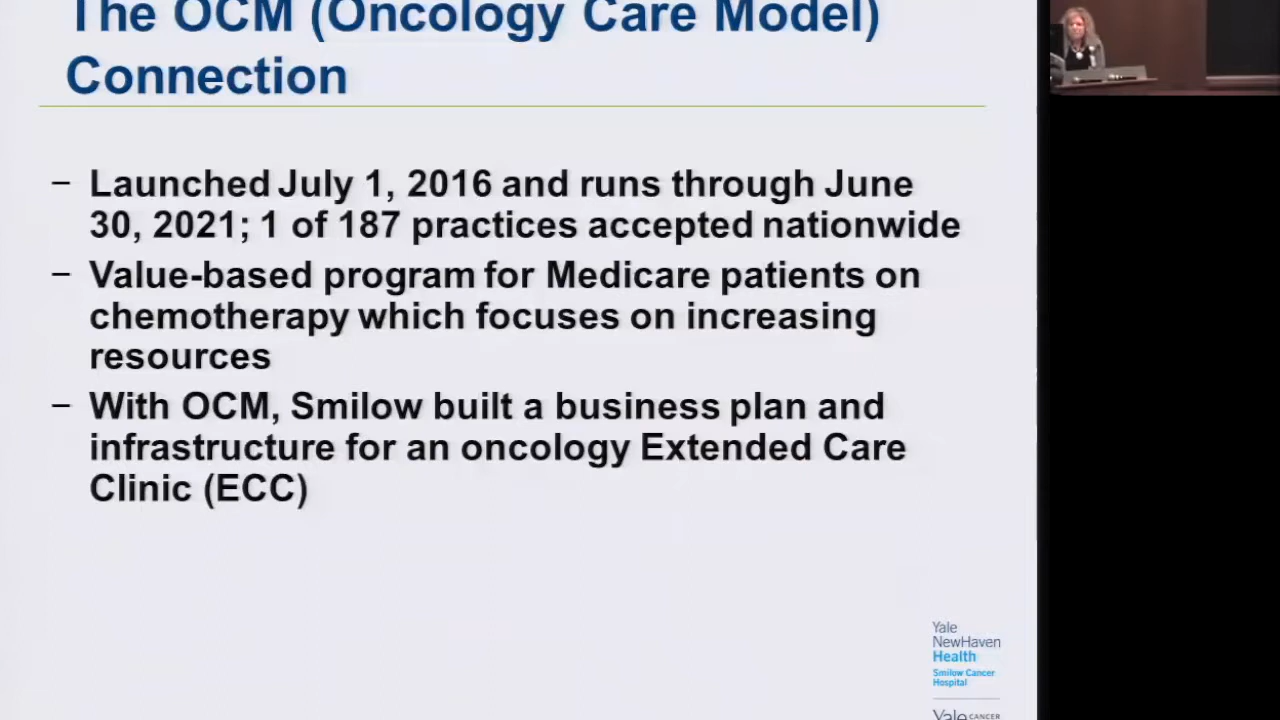 The OCM (Oncology Care Model)
Connection
– Launched July 1, 2016 and runs through June
30, 2021; 1 of 187 practices accepted nationwide
– Value-based program for Medicare patients on
chemotherapy which focuses on increasing
resources
– With OCM, Smilow built a business plan and
infrastructure for an oncology Extended Care
Clinic (ECC)
Yale
NewHaven
Health
Smilow Cancer
Hospital
Yale CANCER